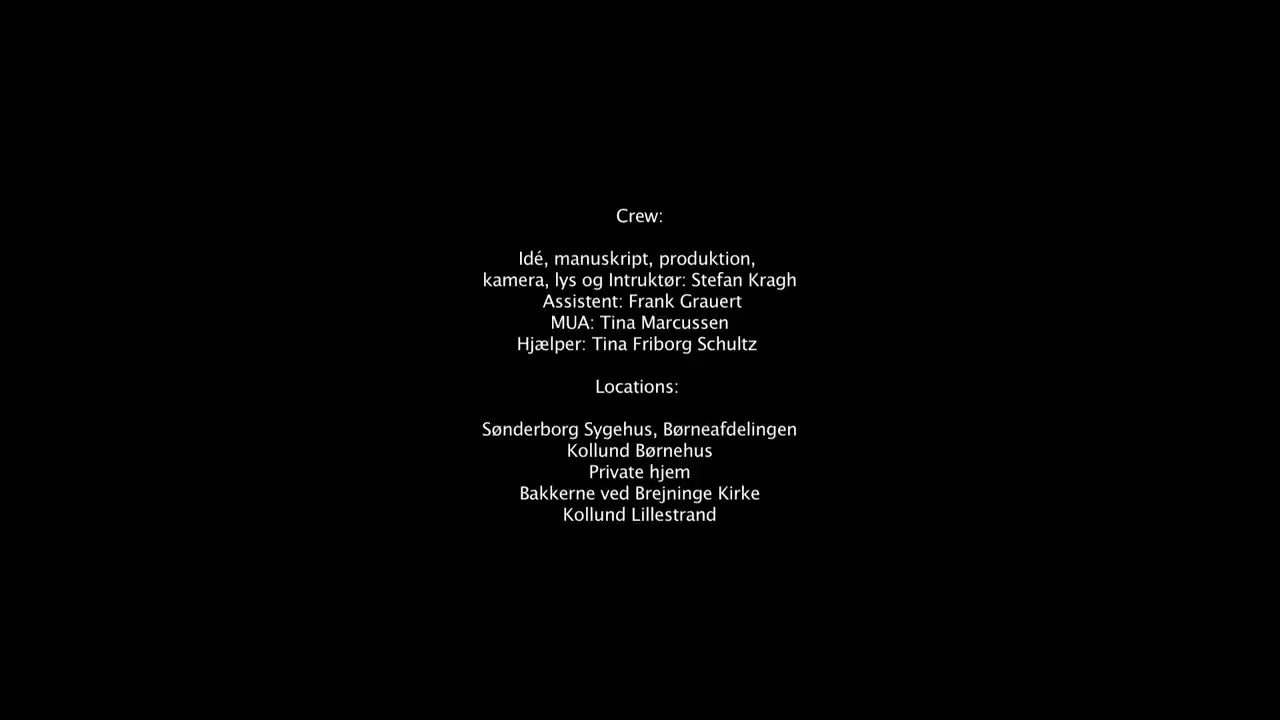 Crew:
Idé, manuskript, produktion,
kamera, lys og Intruktør: Stefan Kragh
Assistent: Frank Grauert
MUA: Tina Marcussen
Hjælper: Tina Friborg Schultz
Locations:
Sønderborg Sygehus, Børneafdelingen
Kollund Børnehus
Private hjem
Bakkerne ved Brejninge Kirke
Kollund Lillestrand